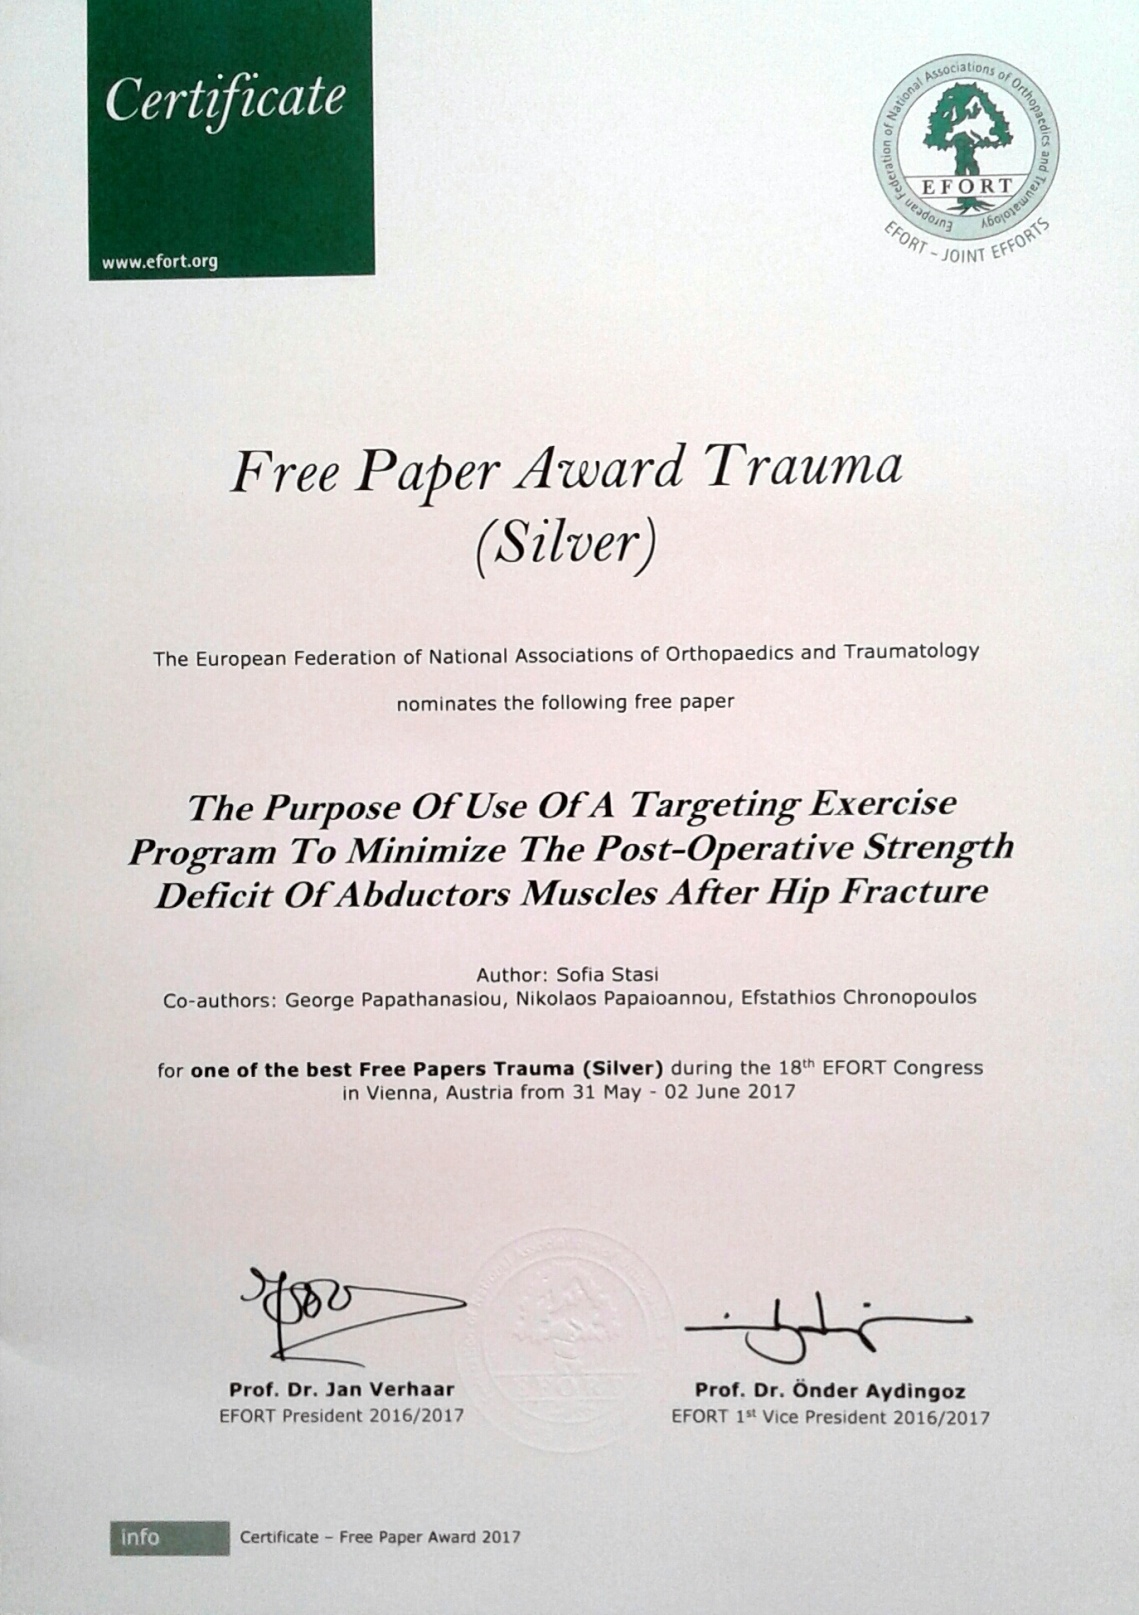 Certificate
www.efort.org
European Federation of National Associations of Orthopaedics and Traumatology
EFORT
EFORT – JOINT EFFORTS
Free Paper Award Trauma
(Silver)
The European Federation of National Associations of Orthopaedics and Traumatology
nominates the following free paper
The Purpose Of Use Of A Targeting Exercise
Program To Minimize The Post-Operative Strength
Deficit Of Abductors Muscles After Hip Fracture
Author: Sofia Stasi
Co-authors: George Papathanasiou, Nikolaos Papaioannou, Efstathios Chronopoulos
for one of the best Free Papers Trauma (Silver) during the 18th EFORT Congress
in Vienna, Austria from 31 May - 02 June 2017
Prof. Dr. Jan Verhaar
EFORT President 2016/2017
Prof. Dr. Önder Aydingoz
EFORT 1st Vice President 2016/2017
info
Certificate – Free Paper Award 2017